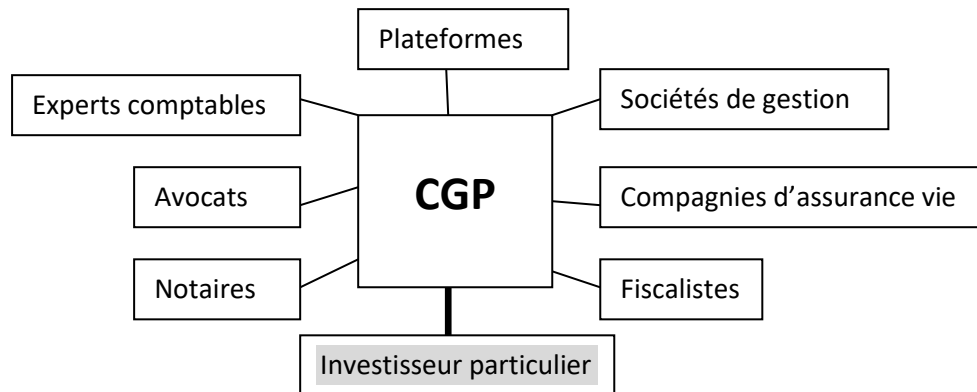 Plateformes
Experts comptables
Sociétés de gestion
CGP
Avocats
Compagnies d’assurance vie
Notaires
Fiscalistes
Investisseur particulier